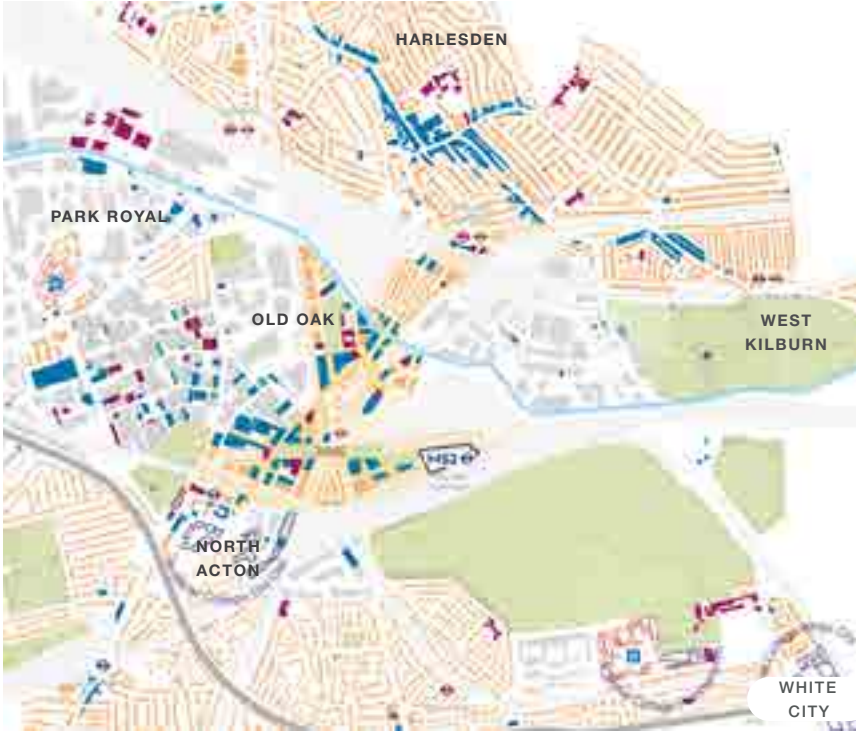 HARLESDEN
PARK ROYAL
OLD OAK
WEST
KILBURN
HS2
NORTH
ACTON
WHITE
CITY